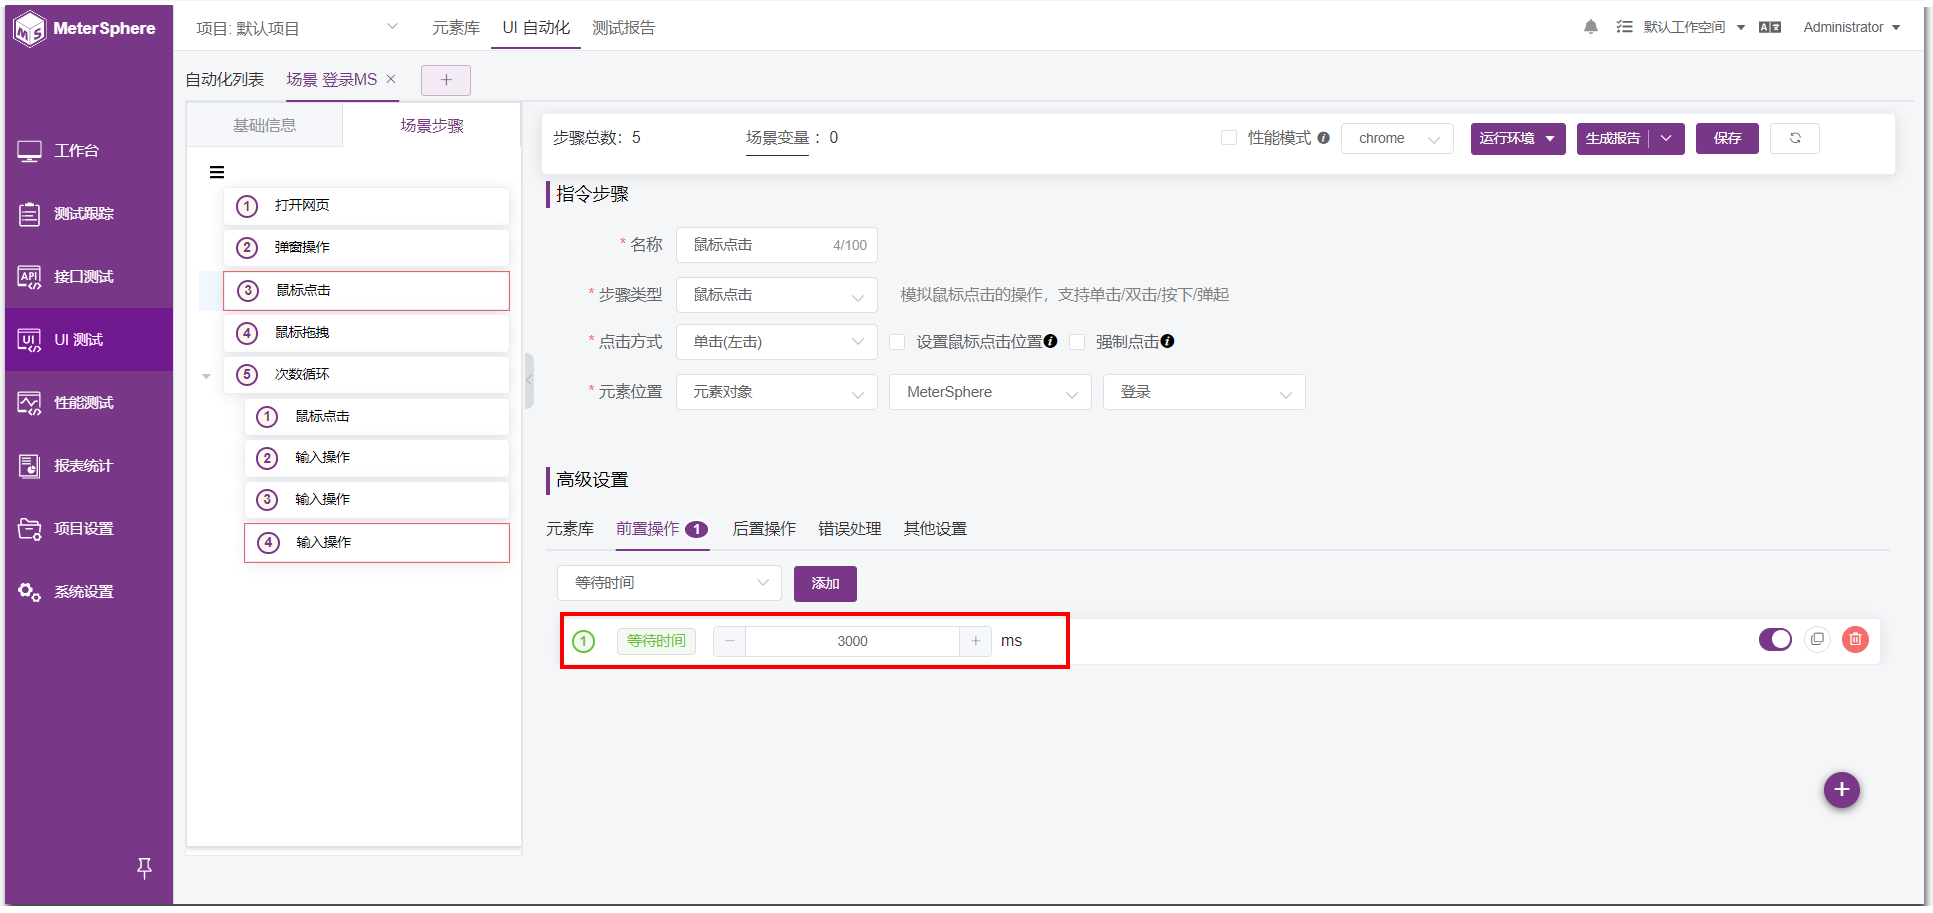 MeterSphere
项目: 默认项目
元素库 UI 自动化 测试报告
默认工作空间 Administrator
自动化列表 场景 登录MS × +
工作台
测试跟踪
接口测试
UI 测试
性能测试
报表统计
项目设置
系统设置
基础信息 场景步骤
1 打开网页
2 弹窗操作
3 鼠标点击
4 鼠标拖拽
5 次数循环
1 鼠标点击
2 输入操作
3 输入操作
4 输入操作
步骤总数: 5 场景变量 : 0 性能模式 chrome 运行环境 生成报告 保存
指令步骤
* 名称 鼠标点击 4/100
* 步骤类型 鼠标点击 模拟鼠标点击的操作，支持单击/双击/按下/弹起
* 点击方式 单击(左击) 设置鼠标点击位置 强制点击
* 元素位置 元素对象 MeterSphere 登录
高级设置
元素库 前置操作 1 后置操作 错误处理 其他设置
等待时间 添加
1 等待时间 − 3000 + ms
+